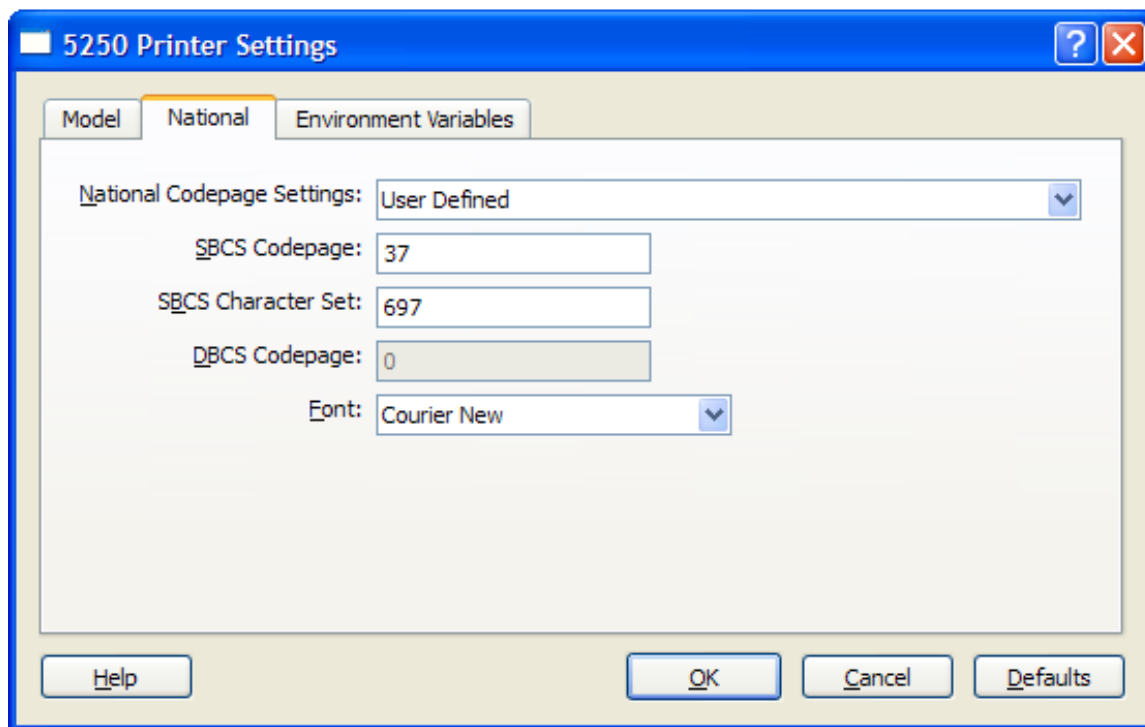 5250 Printer Settings
Model National Environment Variables
National Codepage Settings: User Defined
SBCS Codepage: 37
SBCS Character Set: 697
DBCS Codepage: 0
Font: Courier New
Help OK Cancel Defaults